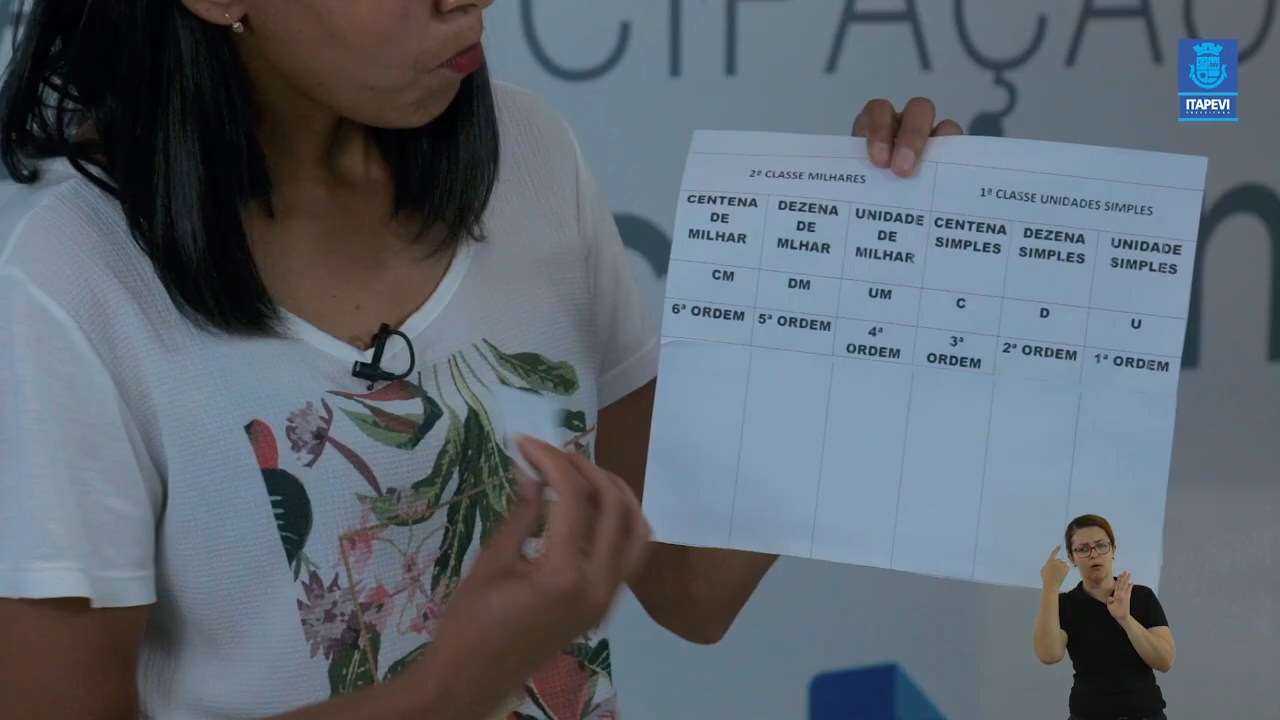 CIPAÇÃO
ITAPEVI
PREFEITURA
2ª CLASSE MILHARES
1ª CLASSE UNIDADES SIMPLES
CENTENA DE MILHAR
DEZENA DE MLHAR
UNIDADE DE MILHAR
CENTENA SIMPLES
DEZENA SIMPLES
UNIDADE SIMPLES
CM DM UM C D U
6ª ORDEM 5ª ORDEM 4ª ORDEM 3ª ORDEM 2ª ORDEM 1ª ORDEM